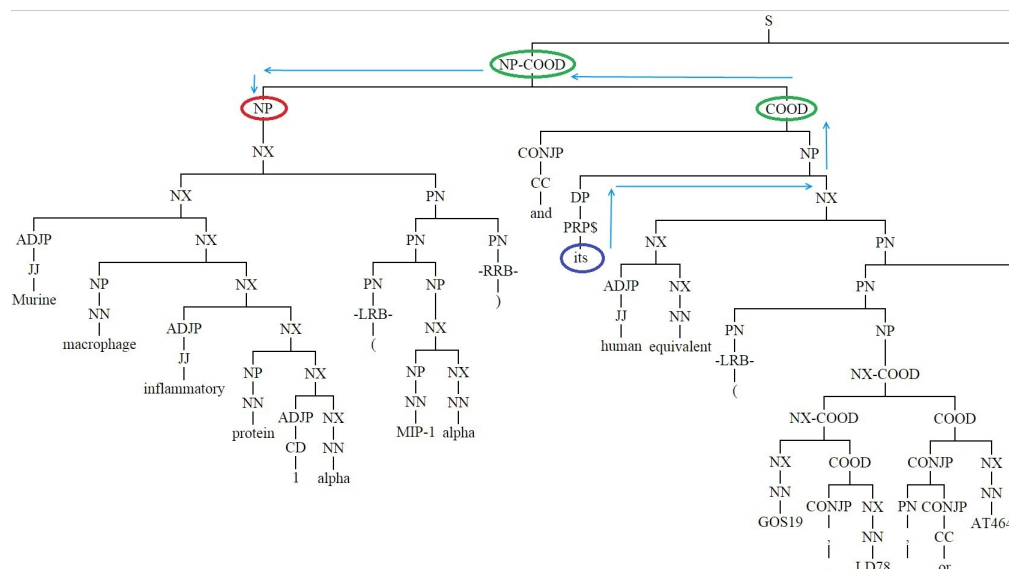 S
NP-COOD
NP COOD
NX CONJP NP
NX PN CC DP NX
and PRP$
ADJP NX PN PN its NX PN
JJ NP NX PN NP -RRB- ADJP NX PN
Murine NN ADJP NX -LRB- NX ) JJ NN PN NP
macrophage JJ NP NX ( NP NX human equivalent -LRB- NX-COOD
inflammatory NN ADJP NX NN NN ( NX-COOD COOD
protein CD NN MIP-1 alpha NX COOD CONJP NX
1 alpha NN CONJP NX PN CONJP NN
GOS19 , NN , CC AT464
LD78 or